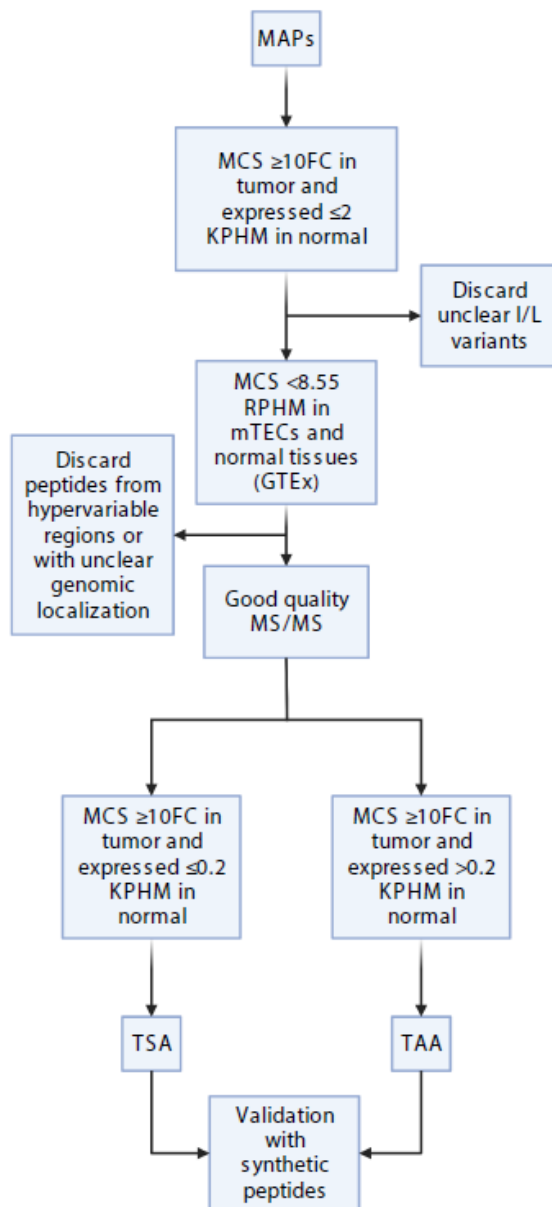 MAPs
MCS ≥10FC in
tumor and
expressed ≤2
KPHM in normal
Discard
unclear I/L
variants
MCS <8.55
RPHM in
mTECs and
normal tissues
(GTEx)
Discard
peptides from
hypervariable
regions or
with unclear
genomic
localization
Good quality
MS/MS
MCS ≥10FC in
tumor and
expressed ≤0.2
KPHM in
normal
MCS ≥10FC in
tumor and
expressed >0.2
KPHM in
normal
TSA
TAA
Validation
with
synthetic
peptides